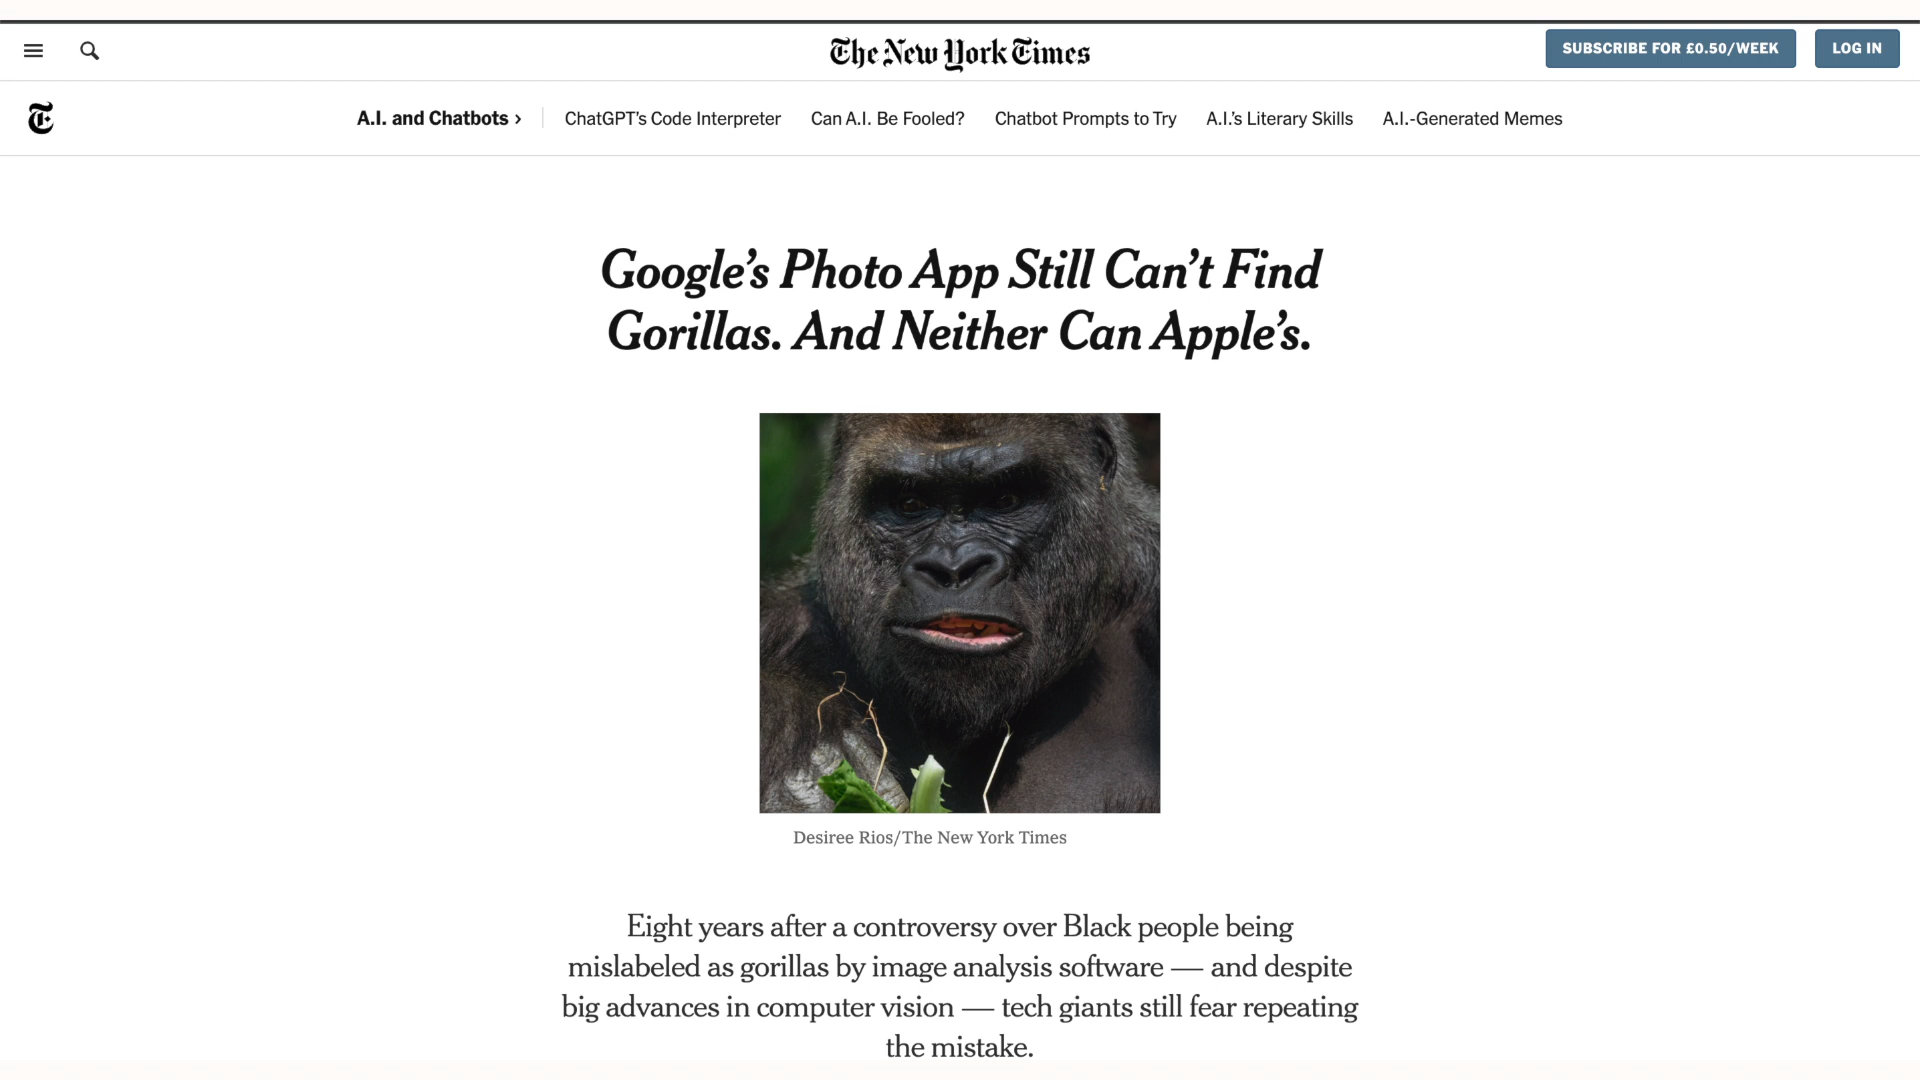 The New York Times
SUBSCRIBE FOR £0.50/WEEK
LOG IN
T
A.I. and Chatbots ›
ChatGPT’s Code Interpreter
Can A.I. Be Fooled?
Chatbot Prompts to Try
A.I.’s Literary Skills
A.I.-Generated Memes
Google’s Photo App Still Can’t Find
Gorillas. And Neither Can Apple’s.
Desiree Rios/The New York Times
Eight years after a controversy over Black people being
mislabeled as gorillas by image analysis software — and despite
big advances in computer vision — tech giants still fear repeating
the mistake.